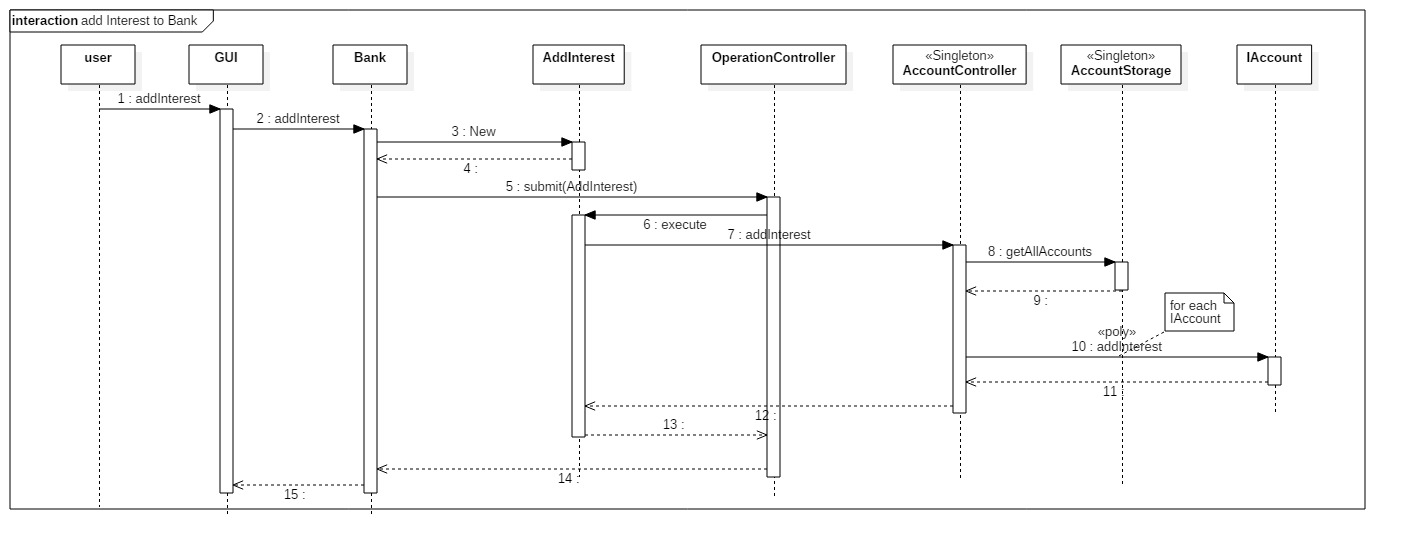 interaction add Interest to Bank
user
GUI
Bank
AddInterest
OperationController
«Singleton»
AccountController
«Singleton»
AccountStorage
IAccount
1 : addInterest
2 : addInterest
3 : New
4 :
5 : submit(AddInterest)
6 : execute
7 : addInterest
8 : getAllAccounts
9 :
for each
IAccount
«poly»
10 : addInterest
11 :
12 :
13 :
14 :
15 :